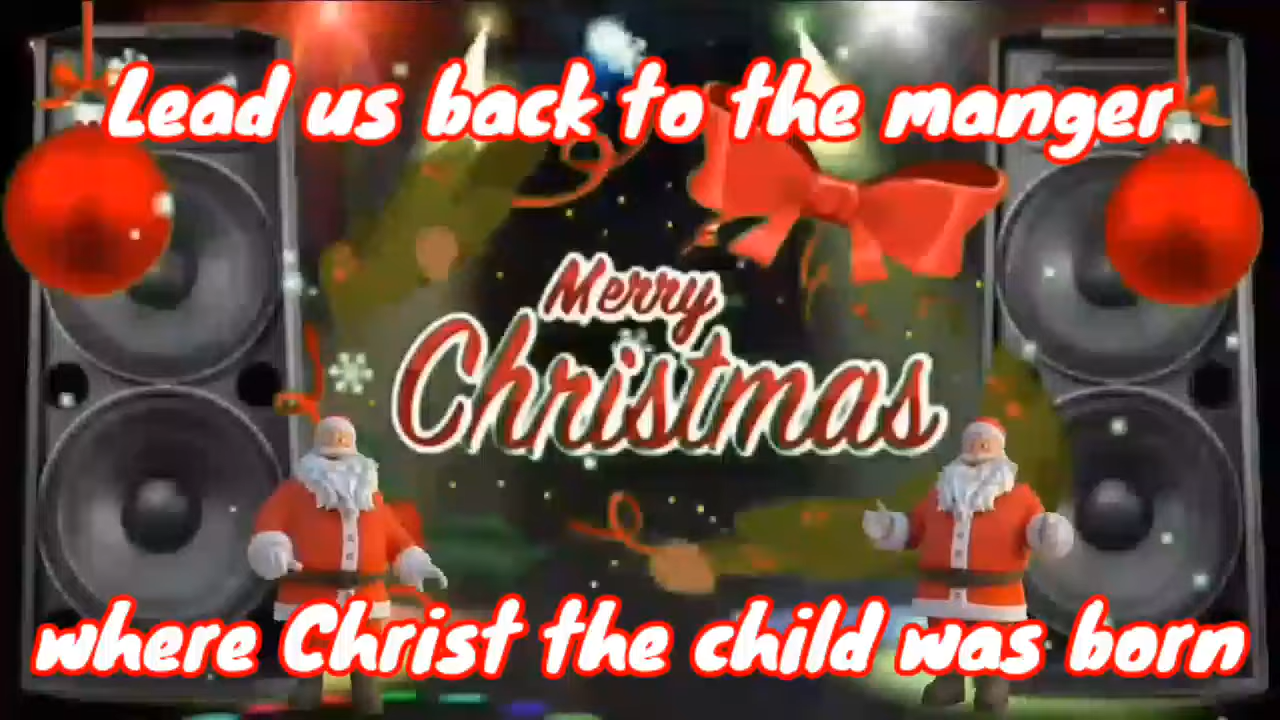 Lead us back to the manger
Merry
Christmas
where Christ the child was born